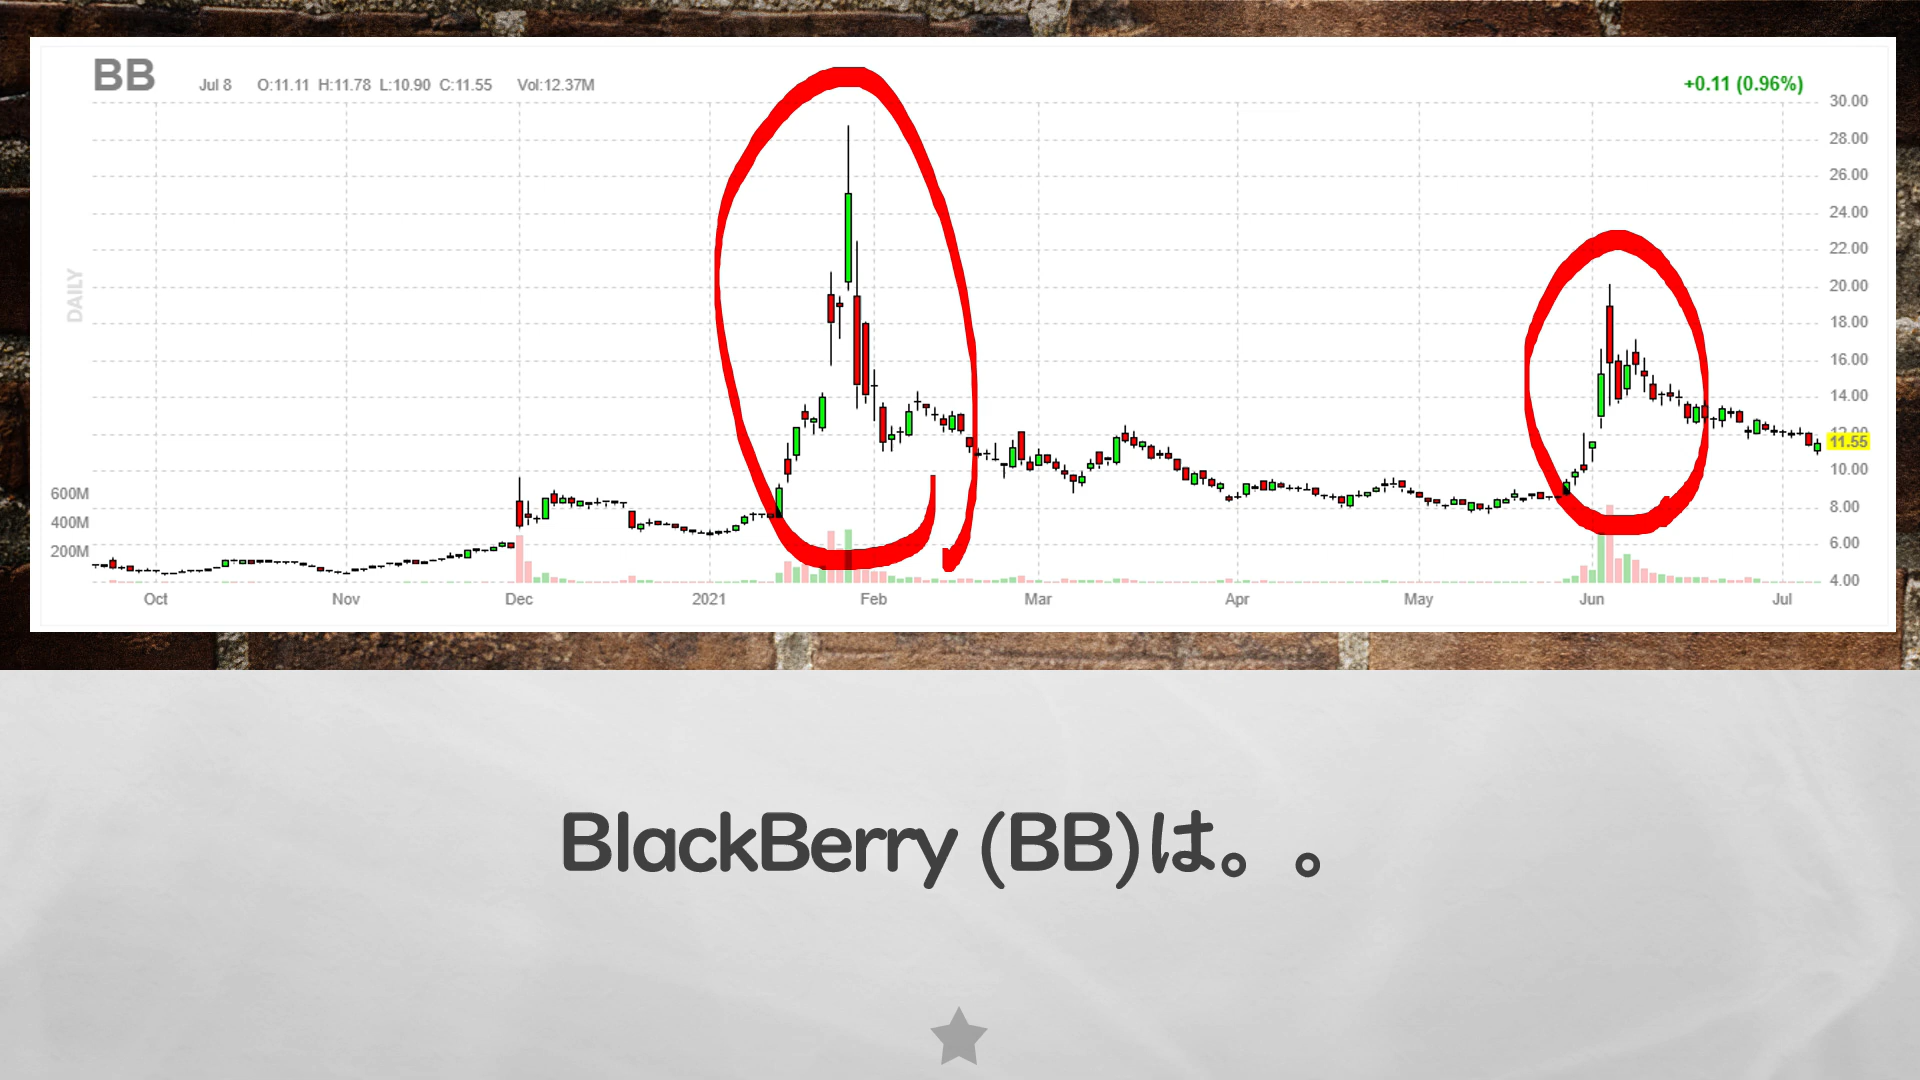 BB Jul 8 O:11.11 H:11.78 L:10.90 C:11.55 Vol:12.37M +0.11 (0.96%)
30.00
28.00
26.00
24.00
22.00
20.00
DAILY
18.00
16.00
14.00
12.00
11.55
10.00
600M
8.00
400M
6.00
200M
4.00
Oct Nov Dec 2021 Feb Mar Apr May Jun Jul
BlackBerry (BB)は。。